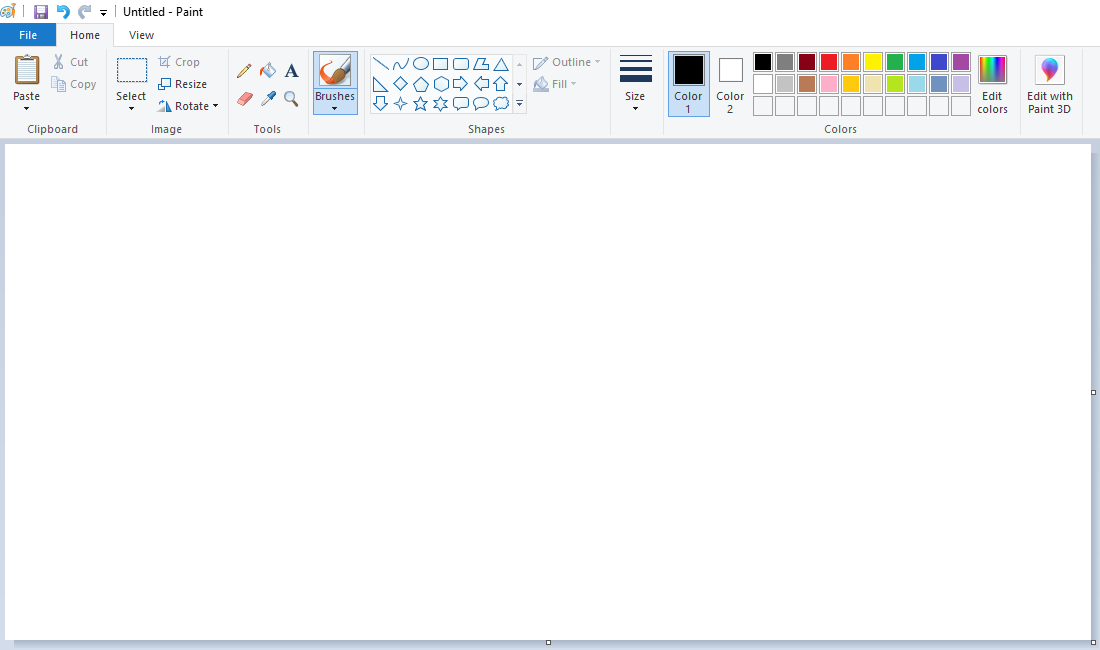 Untitled - Paint
File Home View
Paste
Cut
Copy
Clipboard
Select
Crop
Resize
Rotate
Image
A
Tools
Brushes
Shapes
Outline
Fill
Size
Color
1
Color
2
Colors
Edit
colors
Edit with
Paint 3D